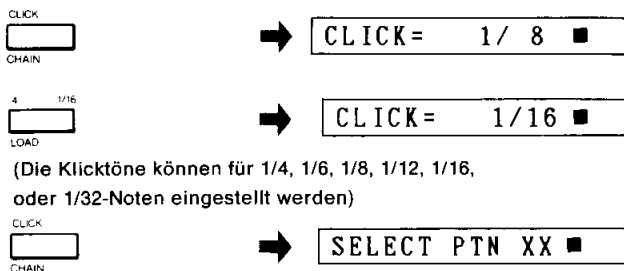 CLICK
CLICK= 1/ 8 ■
CHAIN
4 1/16
CLICK= 1/16 ■
LOAD
(Die Klicktöne können für 1/4, 1/6, 1/8, 1/12, 1/16,
oder 1/32-Noten eingestellt werden)
CLICK
SELECT PTN XX ■
CHAIN